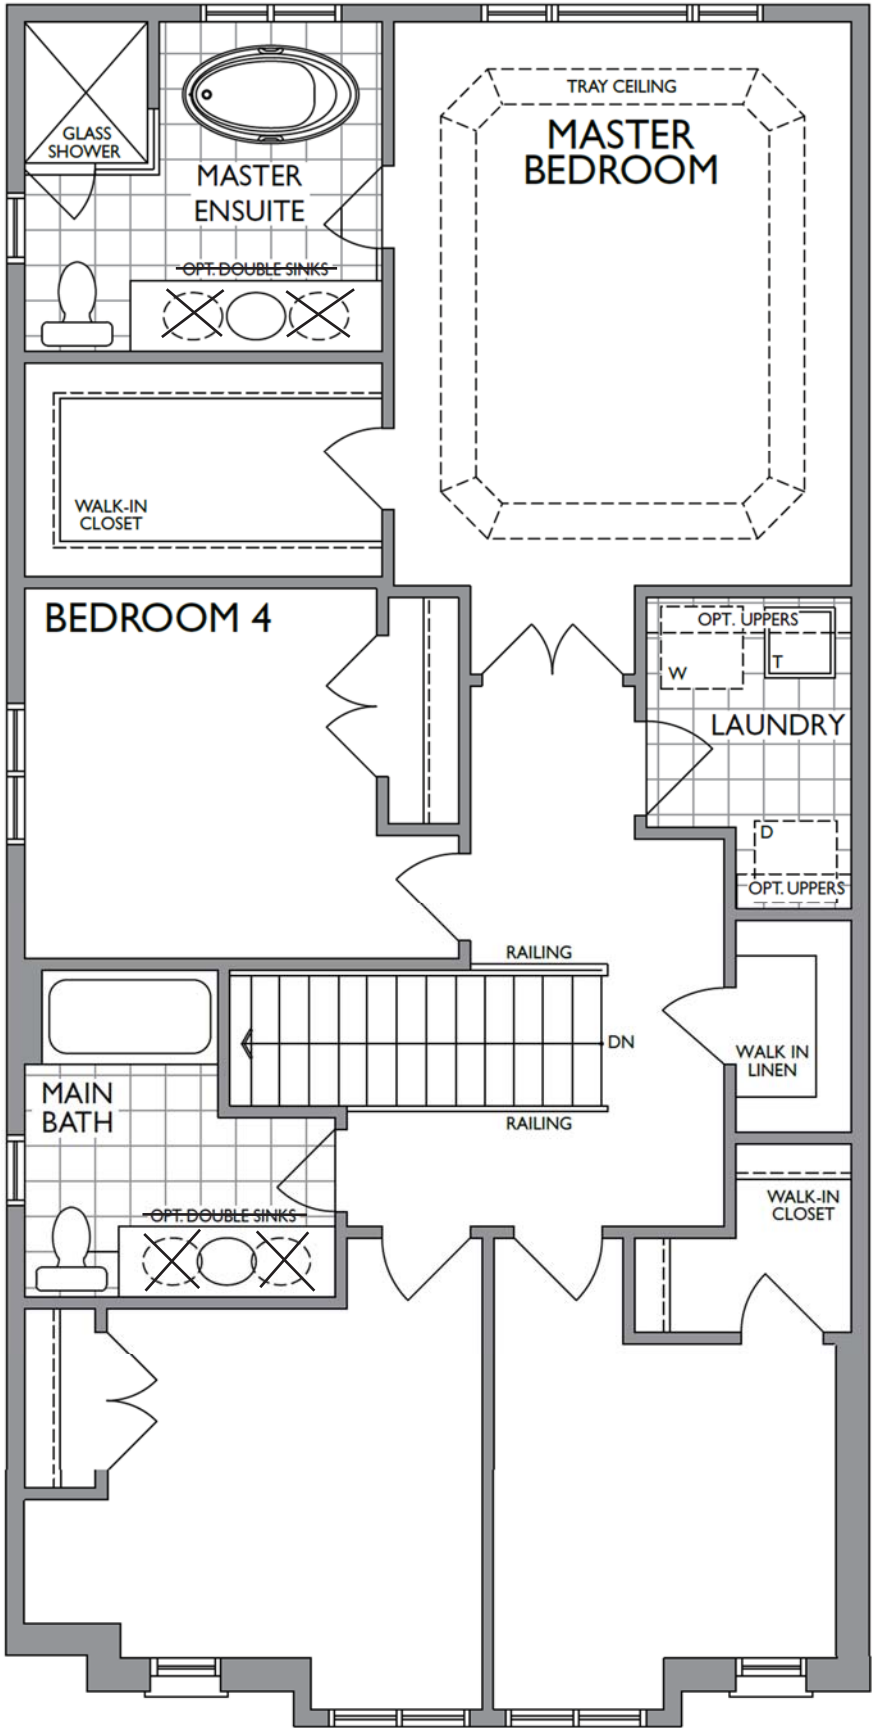 TRAY CEILING
MASTER
BEDROOM
GLASS
SHOWER
MASTER
ENSUITE
OPT. DOUBLE SINKS
WALK-IN
CLOSET
BEDROOM 4
OPT. UPPERS
W
T
LAUNDRY
D
OPT. UPPERS
RAILING
DN
WALK IN
LINEN
MAIN
BATH
RAILING
OPT. DOUBLE SINKS
WALK-IN
CLOSET